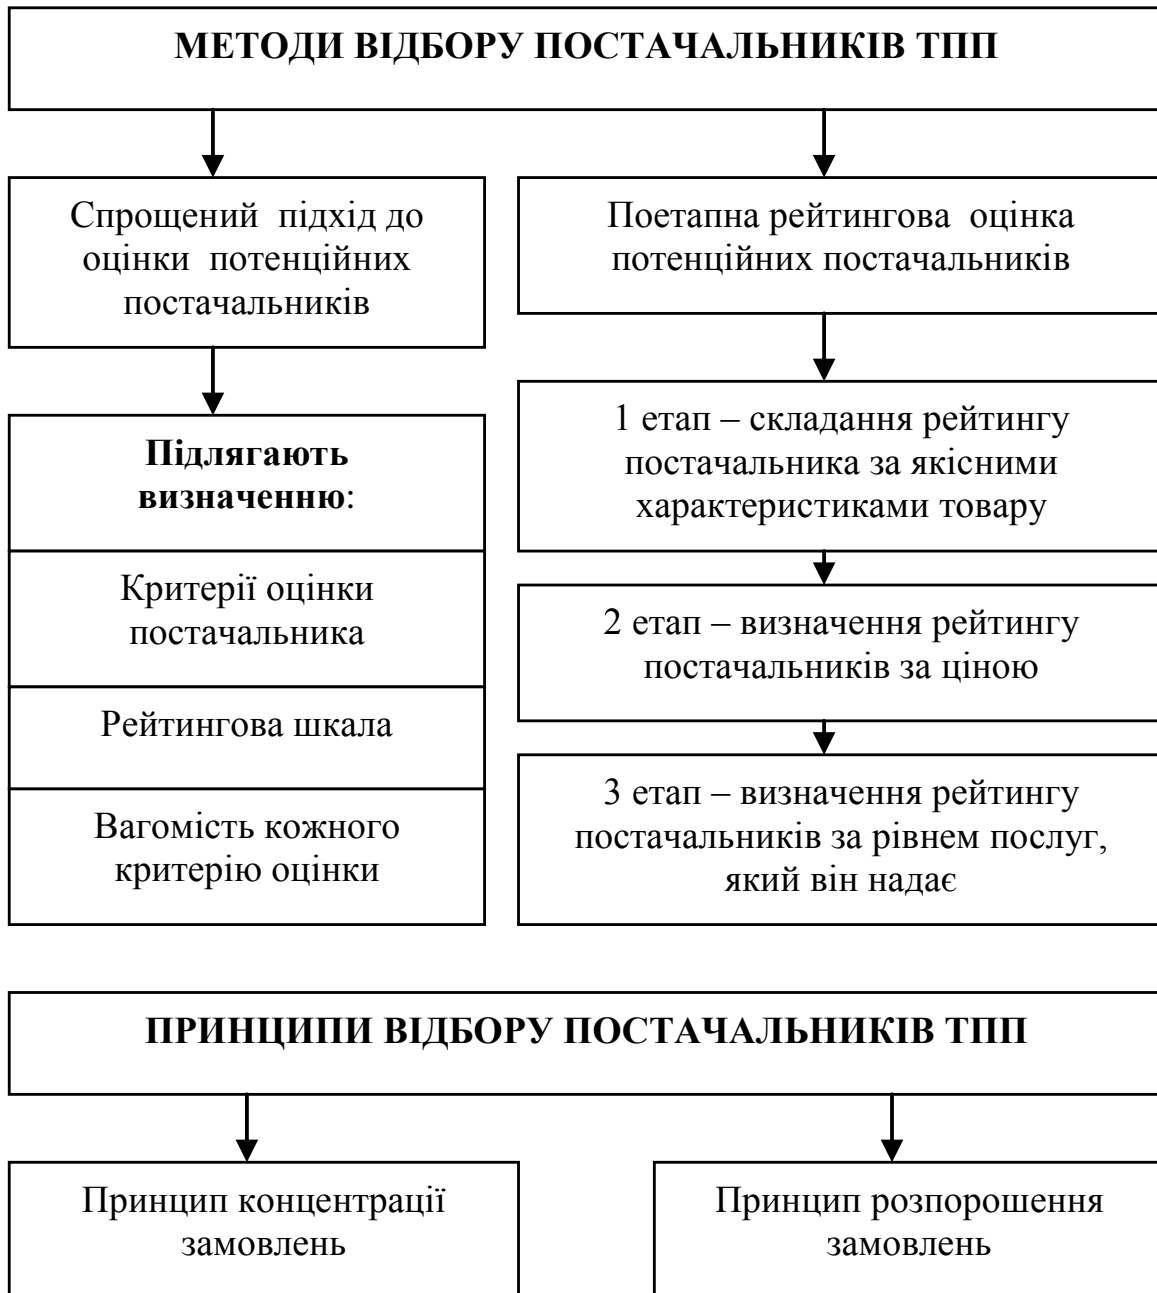 МЕТОДИ ВІДБОРУ ПОСТАЧАЛЬНИКІВ ТПП
Спрощений підхід до
оцінки потенційних
постачальників
Підлягають
визначенню:
Критерії оцінки
постачальника
Рейтингова шкала
Вагомість кожного
критерію оцінки
Поетапна рейтингова оцінка
потенційних постачальників
1 етап – складання рейтингу
постачальника за якісними
характеристиками товару
2 етап – визначення рейтингу
постачальників за ціною
3 етап – визначення рейтингу
постачальників за рівнем послуг,
який він надає
ПРИНЦИПИ ВІДБОРУ ПОСТАЧАЛЬНИКІВ ТПП
Принцип концентрації
замовлень
Принцип розпорошення
замовлень